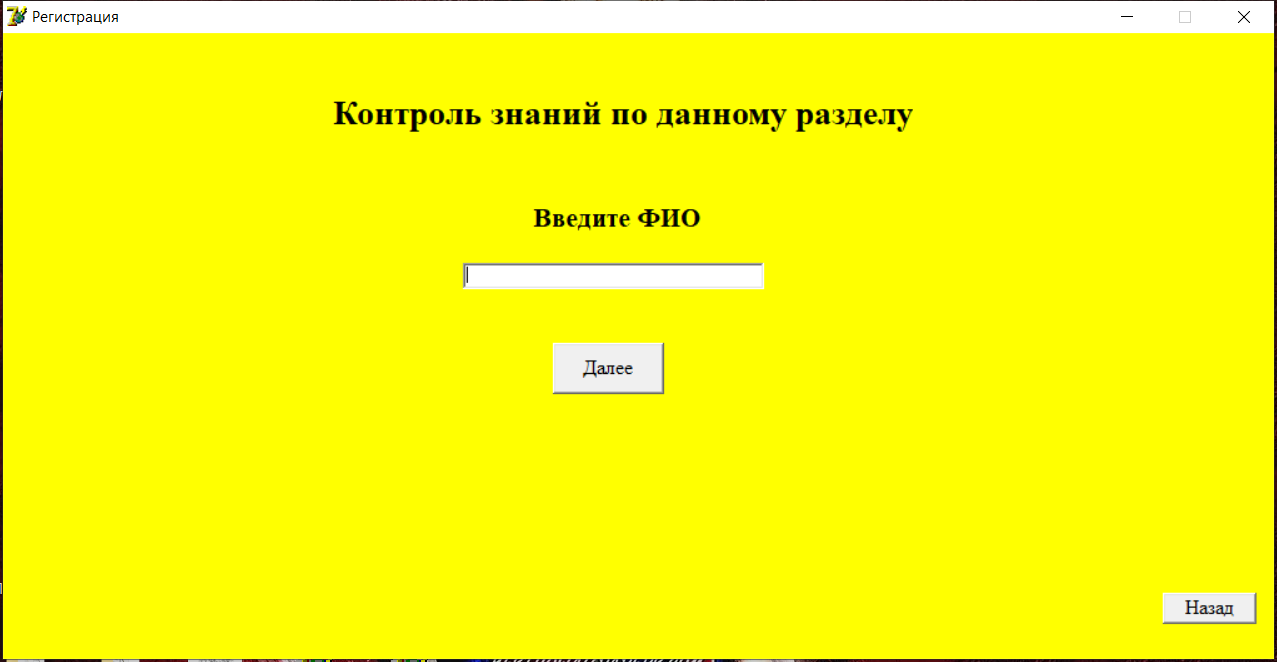 Регистрация
Контроль знаний по данному разделу
Введите ФИО
Далее
Назад